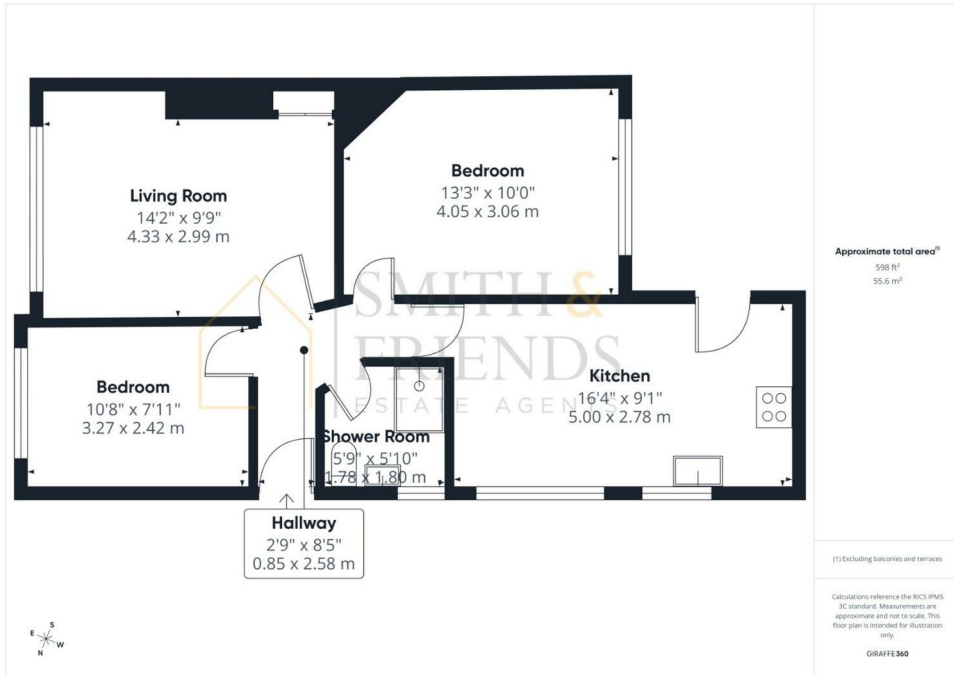 Living Room
14'2" x 9'9"
4.33 x 2.99 m
Bedroom
13'3" x 10'0"
4.05 x 3.06 m
SMITH &
FRIENDS
ESTATE AGENTS
Bedroom
10'8" x 7'11"
3.27 x 2.42 m
Kitchen
16'4" x 9'1"
5.00 x 2.78 m
Shower Room
5'9" x 5'10"
1.78 x 1.80 m
Hallway
2'9" x 8'5"
0.85 x 2.58 m
S
E
W
N
Approximate total area(1)
598 ft²
55.6 m²
(1) Excluding balconies and terraces
Calculations reference the RICS IPMS
3C standard. Measurements are
approximate and not to scale. This
floor plan is intended for illustration
only.
GIRAFFE360